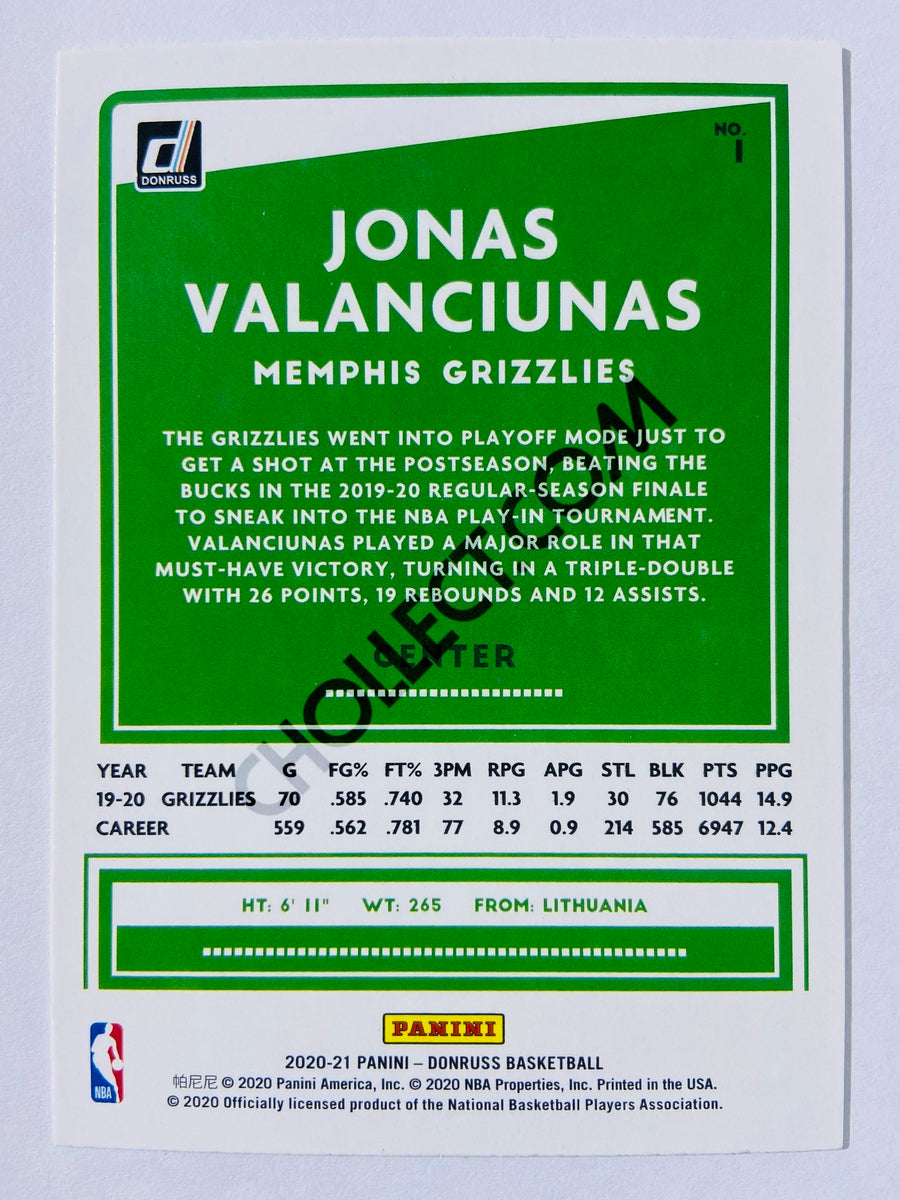 DONRUSS
NO.
1
JONAS
VALANCIUNAS
MEMPHIS GRIZZLIES
THE GRIZZLIES WENT INTO PLAYOFF MODE JUST TO
GET A SHOT AT THE POSTSEASON, BEATING THE
BUCKS IN THE 2019-20 REGULAR-SEASON FINALE
TO SNEAK INTO THE NBA PLAY-IN TOURNAMENT.
VALANCIUNAS PLAYED A MAJOR ROLE IN THAT
MUST-HAVE VICTORY, TURNING IN A TRIPLE-DOUBLE
WITH 26 POINTS, 19 REBOUNDS AND 12 ASSISTS.
CENTER
CHOLLECT.COM
YEAR TEAM G FG% FT% 3PM RPG APG STL BLK PTS PPG
19-20 GRIZZLIES 70 .585 .740 32 11.3 1.9 30 76 1044 14.9
CAREER 559 .562 .781 77 8.9 0.9 214 585 6947 12.4
HT: 6' 11" WT: 265 FROM: LITHUANIA
PANINI
NBA
2020-21 PANINI – DONRUSS BASKETBALL
帕尼尼 © 2020 Panini America, Inc. © 2020 NBA Properties, Inc. Printed in the USA.
© 2020 Officially licensed product of the National Basketball Players Association.